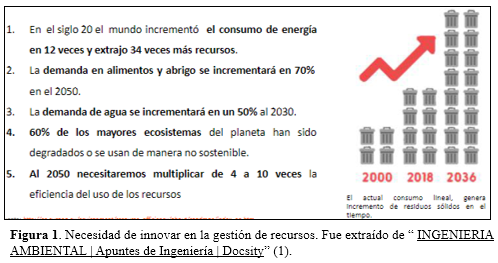 1. En el siglo 20 el mundo incrementó el consumo de energía
en 12 veces y extrajo 34 veces más recursos.
2. La demanda en alimentos y abrigo se incrementará en 70%
en el 2050.
3. La demanda de agua se incrementará en un 50% al 2030.
4. 60% de los mayores ecosistemas del planeta han sido
degradados o se usan de manera no sostenible.
5. Al 2050 necesitaremos multiplicar de 4 a 10 veces la
eficiencia del uso de los recursos
2000 2018 2036
El actual consumo lineal, genera
incremento de residuos sólidos en el
tiempo.
Figura 1. Necesidad de innovar en la gestión de recursos. Fue extraído de “ INGENIERIA
AMBIENTAL | Apuntes de Ingeniería | Docsity” (1).